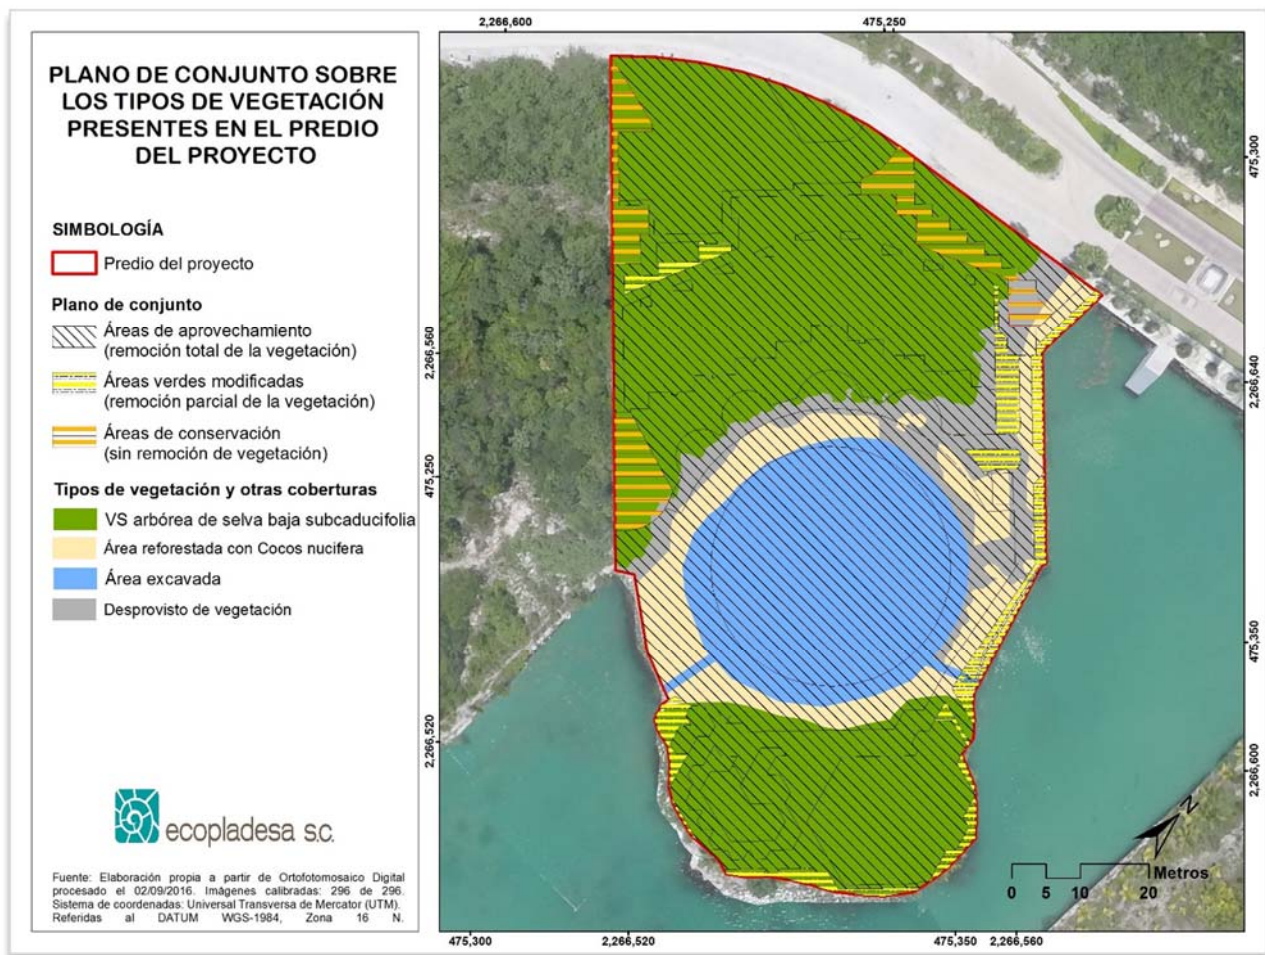 PLANO DE CONJUNTO SOBRE
LOS TIPOS DE VEGETACIÓN
PRESENTES EN EL PREDIO
DEL PROYECTO
SIMBOLOGÍA
Predio del proyecto
Plano de conjunto
Áreas de aprovechamiento
(remoción total de la vegetación)
Áreas verdes modificadas
(remoción parcial de la vegetación)
Áreas de conservación
(sin remoción de vegetación)
Tipos de vegetación y otras coberturas
VS arbórea de selva baja subcaducifolia
Área reforestada con Cocos nucifera
Área excavada
Desprovisto de vegetación
ecopladesa s.c.
Fuente: Elaboración propia a partir de Ortofotomosaico Digital
procesado el 02/09/2016. Imágenes calibradas: 296 de 296.
Sistema de coordenadas: Universal Transversa de Mercator (UTM).
Referidas al DATUM WGS-1984, Zona 16 N.
2,266,600
475,250
475,300
2,266,640
475,350
2,266,600
2,266,560
475,250
2,266,520
N
Metros
0 5 10 20
475,300
2,266,520
475,350
2,266,560